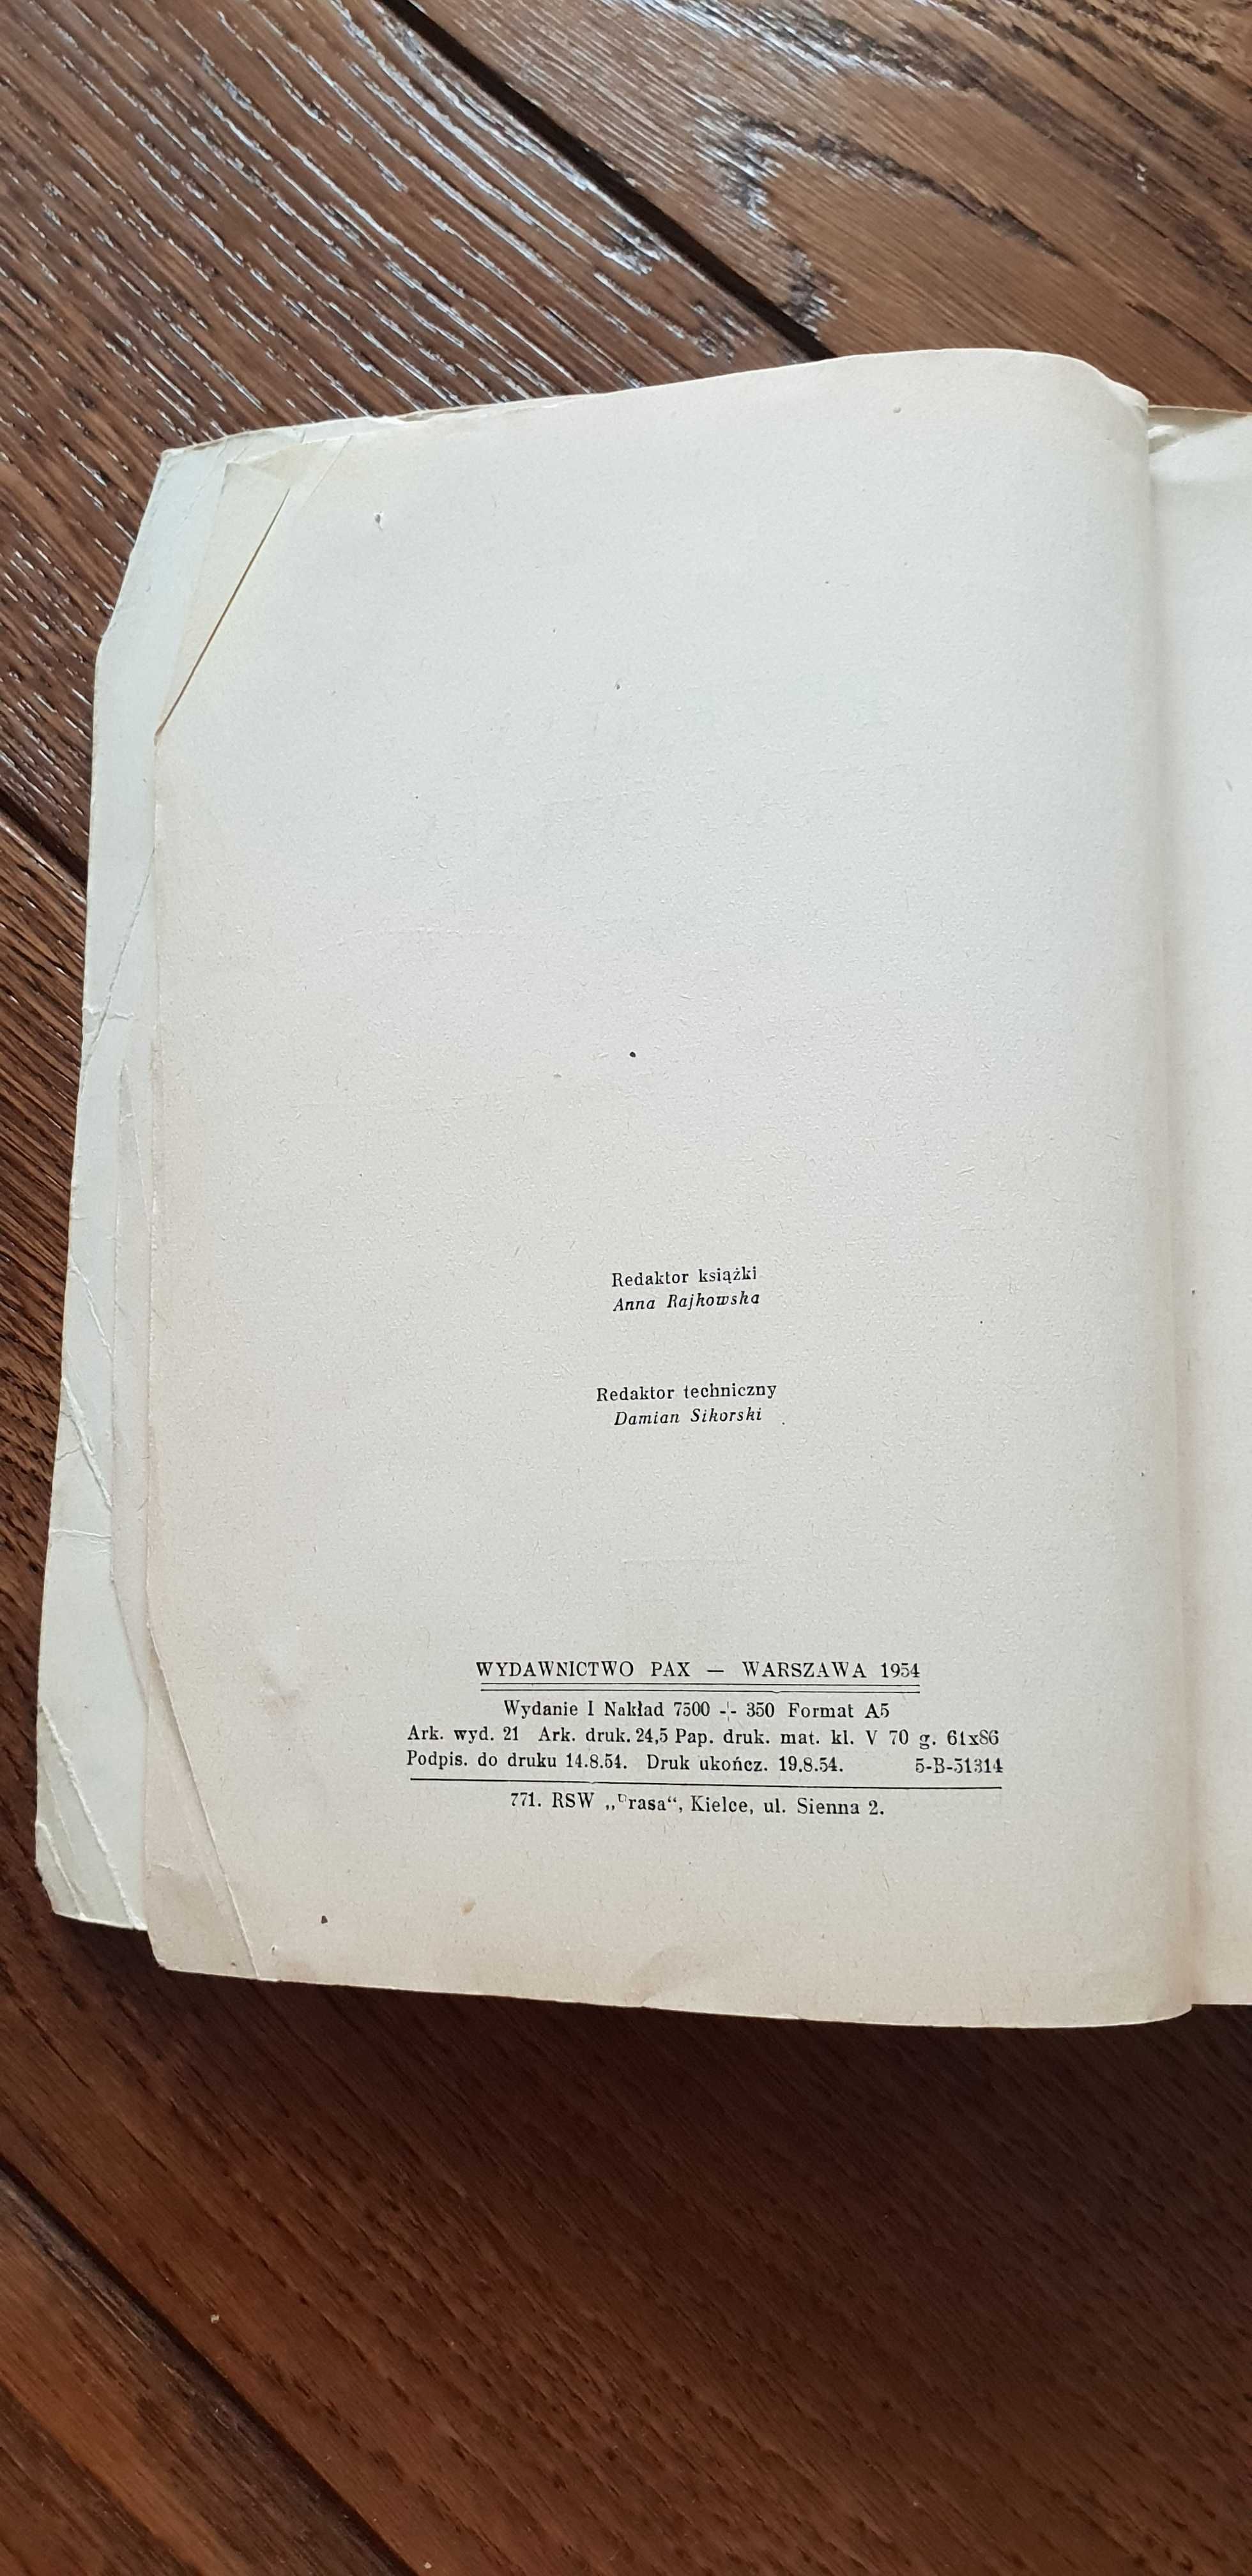 Redaktor książki
Anna Rajkowska
Redaktor techniczny
Damian Sikorski
WYDAWNICTWO PAX — WARSZAWA 1954
Wydanie I Nakład 7500 + 350 Format A5
Ark. wyd. 21 Ark. druk. 24,5 Pap. druk. mat. kl. V 70 g. 61x86
Podpis. do druku 14.8.54. Druk ukończ. 19.8.54. 5-B-51314
771. RSW „Prasa“, Kielce, ul. Sienna 2.